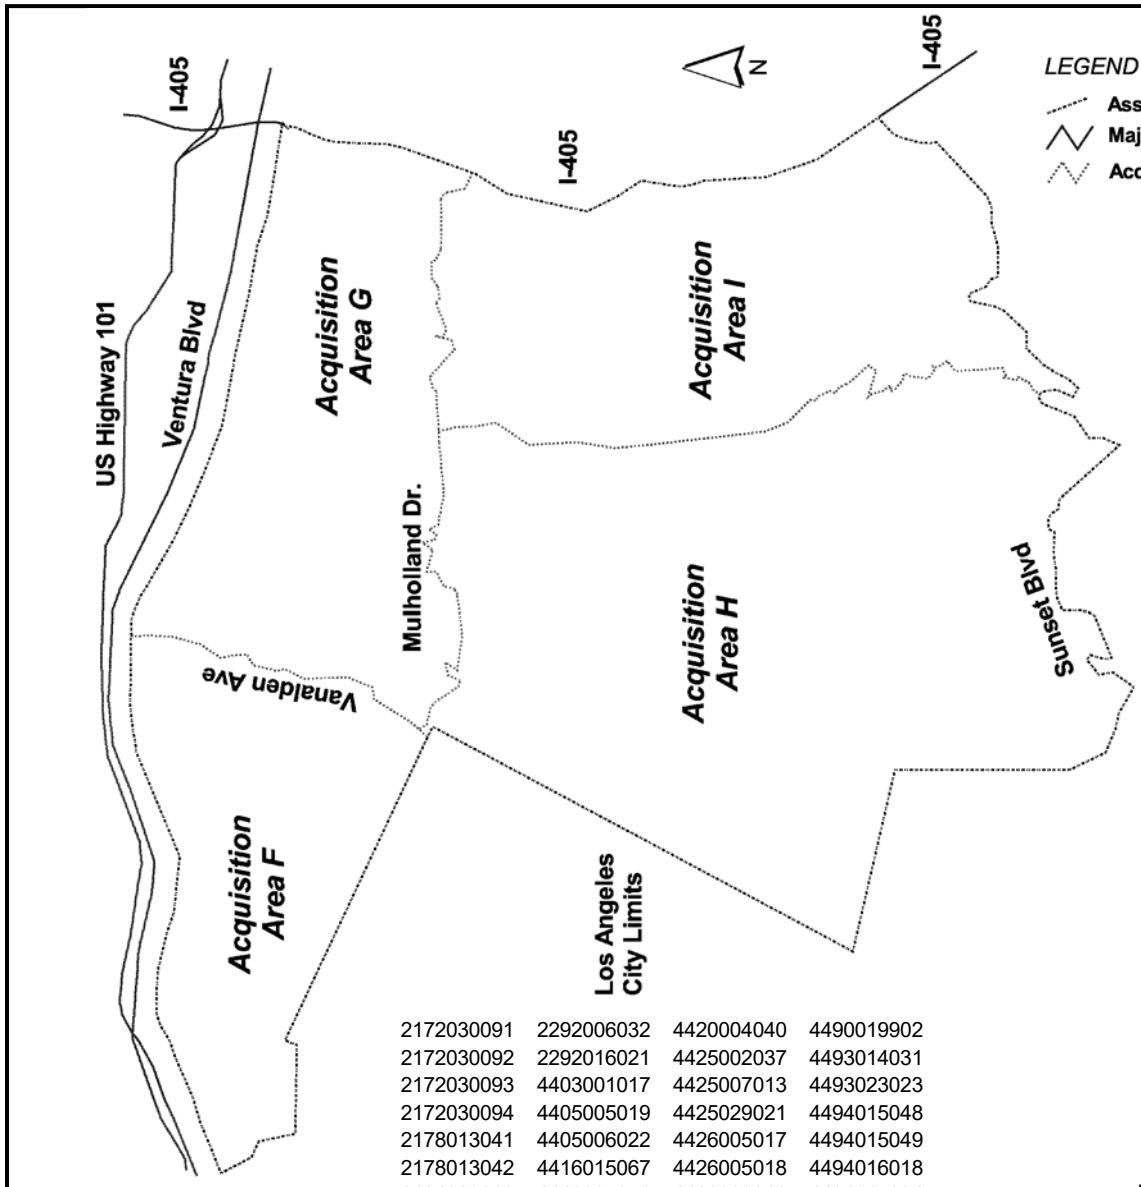 I-405
I-405
N
LEGEND
I-405
US Highway 101
Ventura Blvd
Acquisition
Area G
Acquisition
Area I
Mulholland Dr.
Vanalden Ave
Acquisition
Area H
Sunset Blvd
Acquisition
Area F
Los Angeles
City Limits
2172030091 2292006032 4420004040 4490019902
2172030092 2292016021 4425002037 4493014031
2172030093 4403001017 4425007013 4493023023
2172030094 4405005019 4425029021 4494015048
2178013041 4405006022 4426005017 4494015049
2178013042 4416015067 4426005018 4494016018